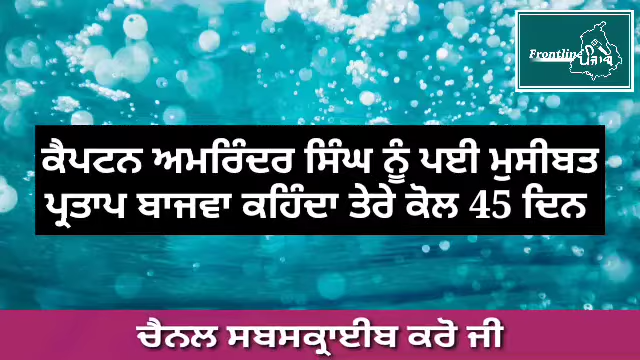 Frontline
ਪੰਜਾਬ
ਕੈਪਟਨ ਅਮਰਿੰਦਰ ਸਿੰਘ ਨੂੰ ਪਈ ਮੁਸੀਬਤ
ਪ੍ਰਤਾਪ ਬਾਜਵਾ ਕਹਿੰਦਾ ਤੇਰੇ ਕੋਲ 45 ਦਿਨ
ਚੈਨਲ ਸਬਸਕ੍ਰਾਈਬ ਕਰੋ ਜੀ